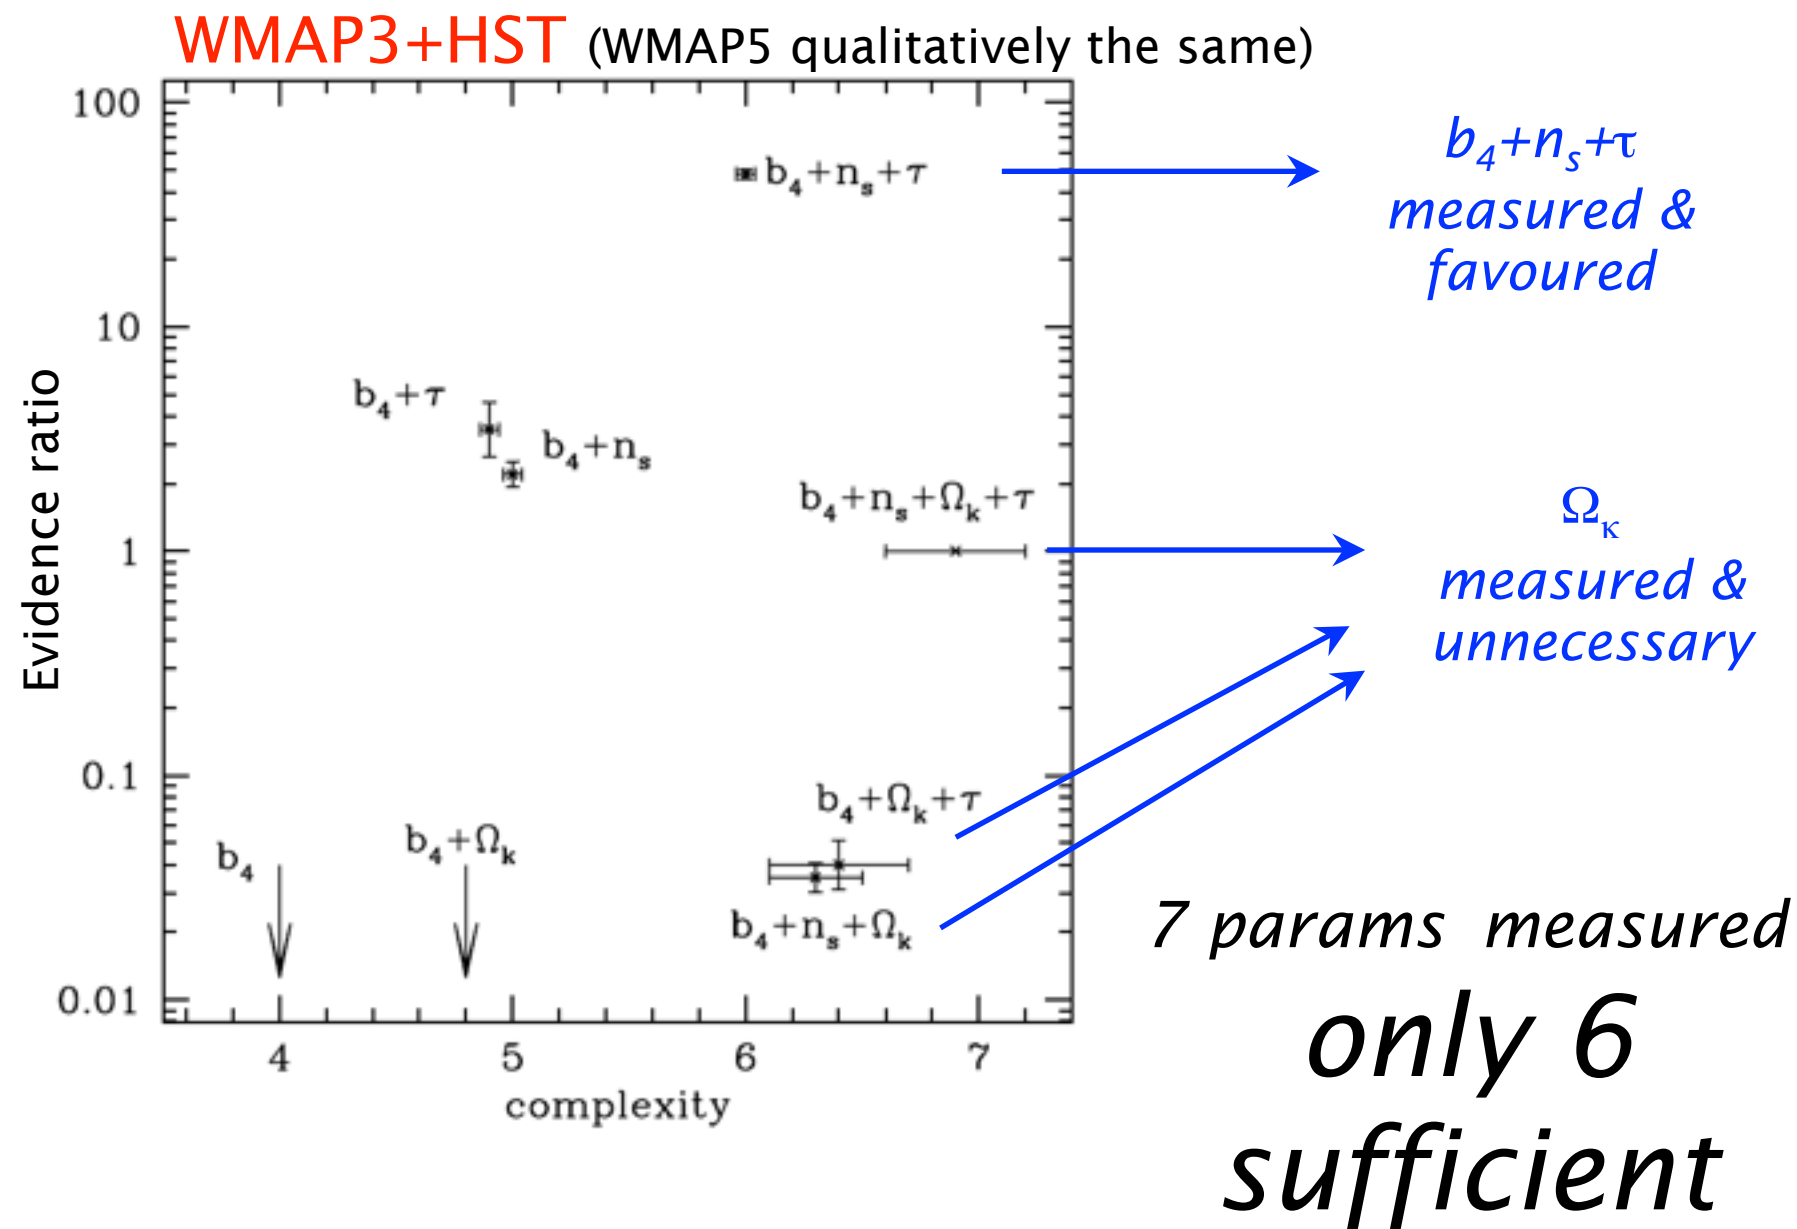 WMAP3+HST (WMAP5 qualitatively the same)
100
10
1
0.1
0.01
Evidence ratio
b₄+nₛ+τ
b₄+τ
b₄+nₛ
b₄+nₛ+Ωₖ+τ
b₄+Ωₖ+τ
b₄
b₄+Ωₖ
b₄+nₛ+Ωₖ
4 5 6 7
complexity
b₄+nₛ+τ
measured &
favoured
Ω_κ
measured &
unnecessary
7 params measured
only 6
sufficient